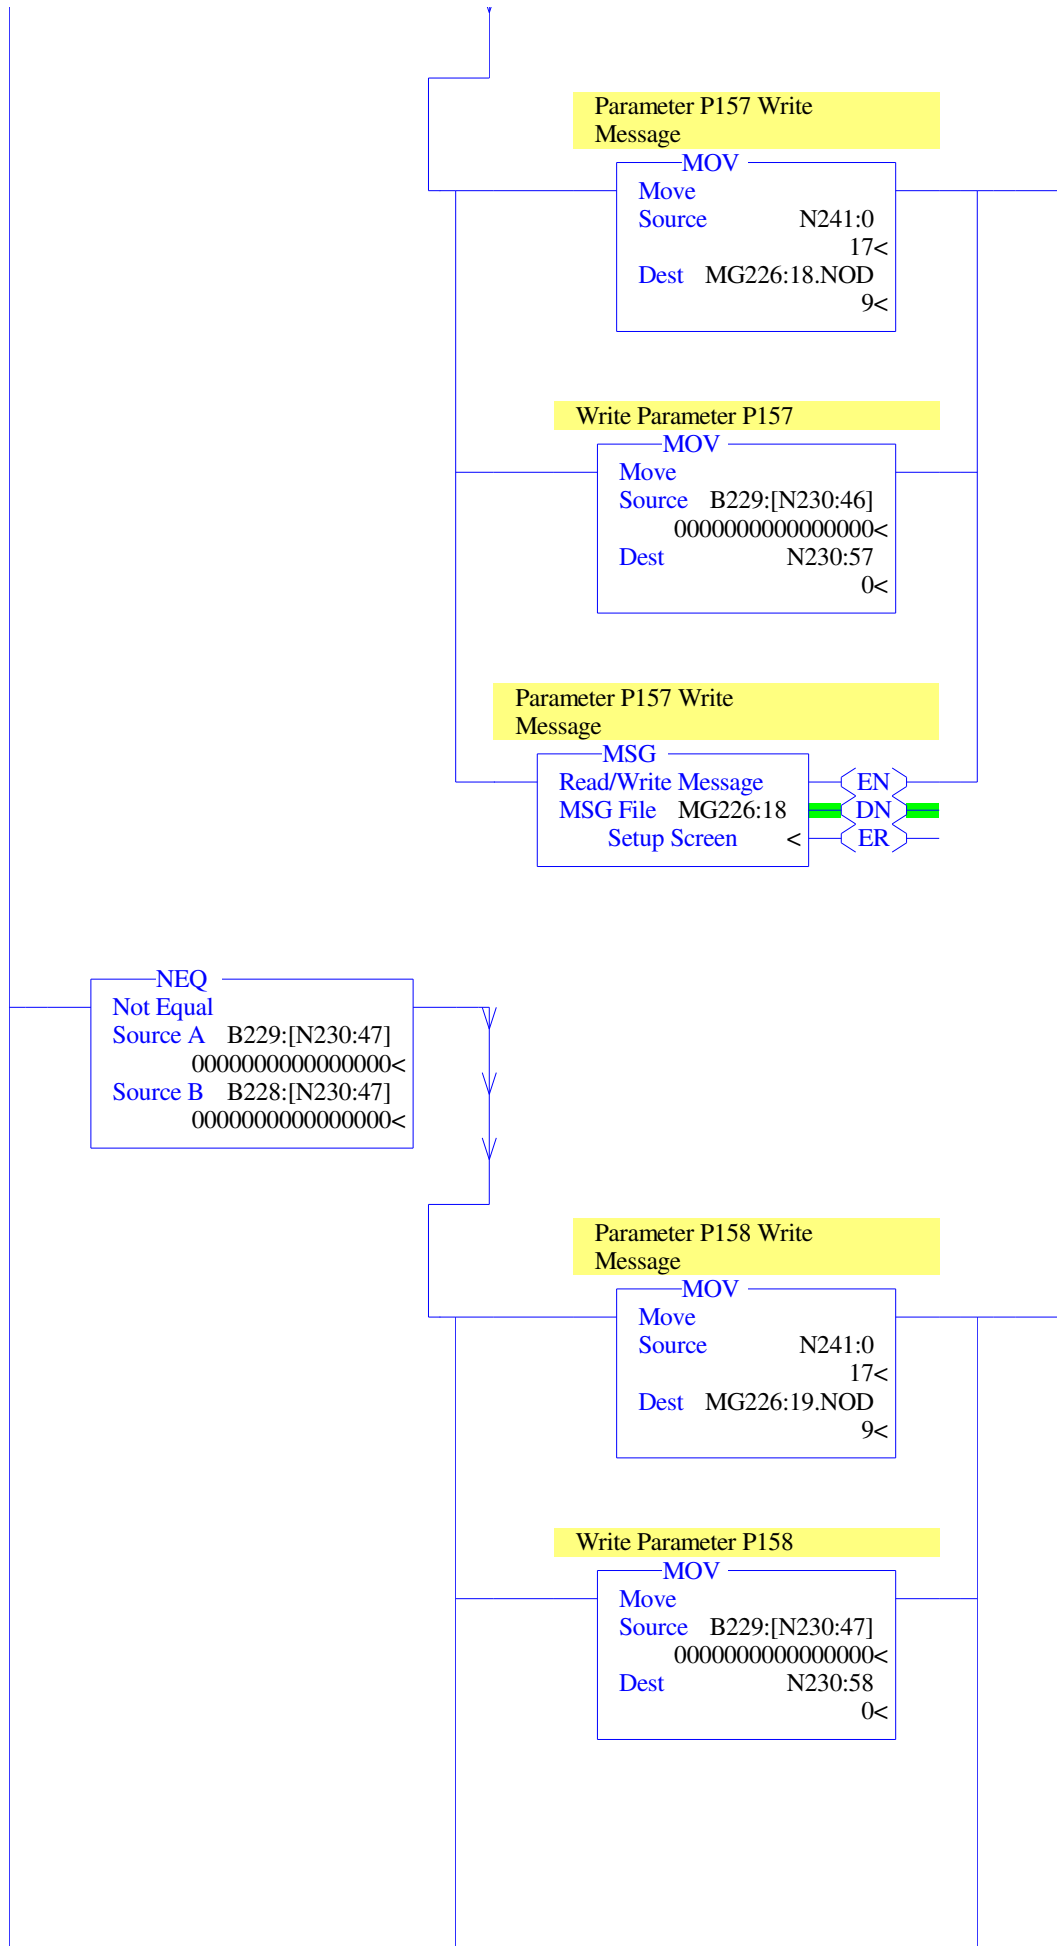 Parameter P157 Write
Message
MOV
Move
Source N241:0
17<
Dest MG226:18.NOD
9<
Write Parameter P157
MOV
Move
Source B229:[N230:46]
0000000000000000<
Dest N230:57
0<
Parameter P157 Write
Message
MSG
Read/Write Message EN
MSG File MG226:18 DN
Setup Screen < ER
NEQ
Not Equal
Source A B229:[N230:47]
0000000000000000<
Source B B228:[N230:47]
0000000000000000<
Parameter P158 Write
Message
MOV
Move
Source N241:0
17<
Dest MG226:19.NOD
9<
Write Parameter P158
MOV
Move
Source B229:[N230:47]
0000000000000000<
Dest N230:58
0<